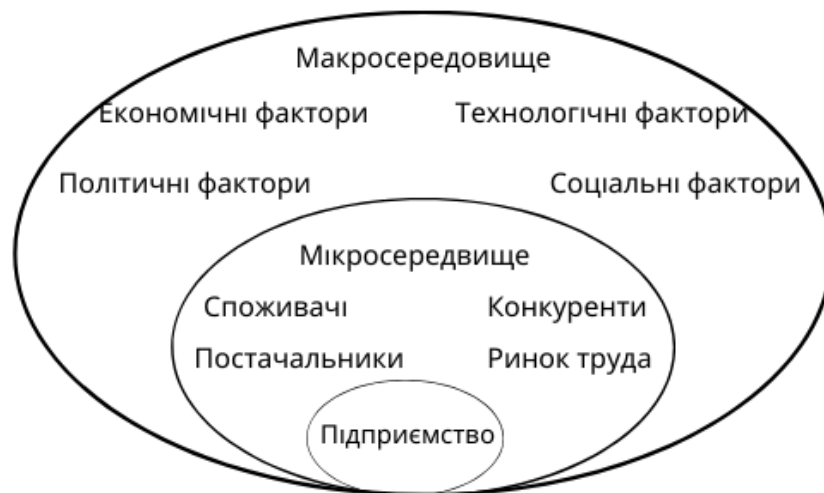 Макросередовище
Економічні фактори Технологічні фактори
Політичні фактори Соціальні фактори
Мікросередвище
Споживачі Конкуренти
Постачальники Ринок труда
Підприємство